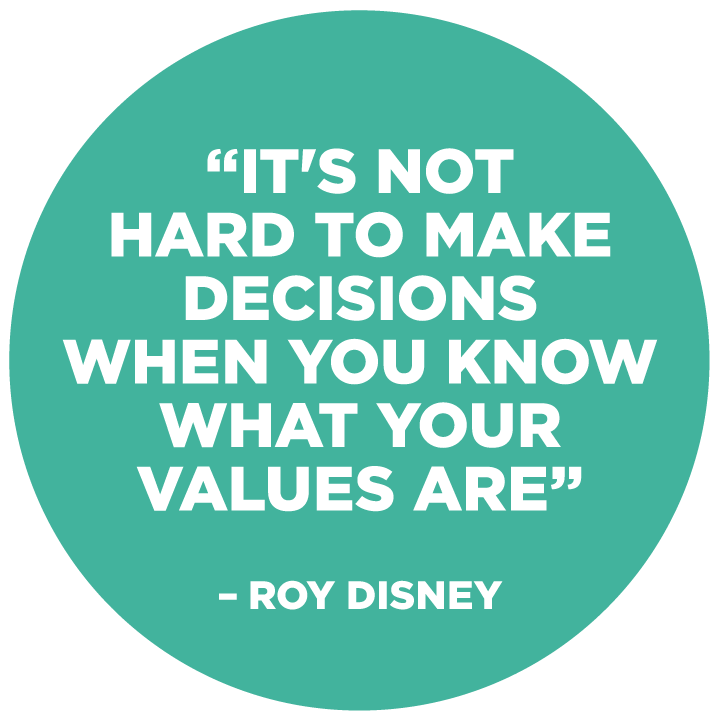 “IT'S NOT
HARD TO MAKE
DECISIONS
WHEN YOU KNOW
WHAT YOUR
VALUES ARE”
– ROY DISNEY